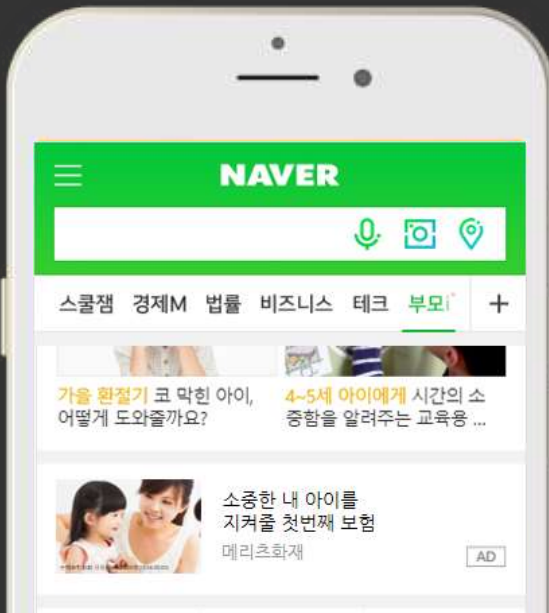 NAVER
스쿨잼 경제M 법률 비즈니스 테크 부모i +
가을 환절기 코 막힌 아이,
어떻게 도와줄까요?
4~5세 아이에게 시간의 소
중함을 알려주는 교육용 ...
소중한 내 아이를
지켜줄 첫번째 보험
메리츠화재
AD